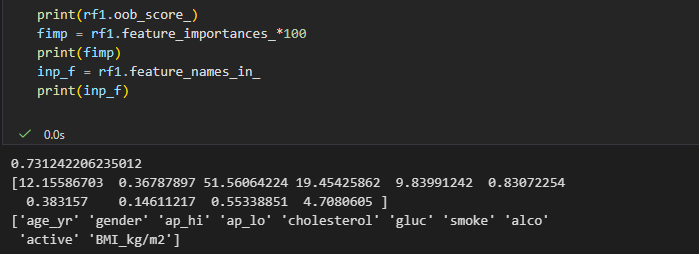 print(rf1.oob_score_)
fimp = rf1.feature_importances_*100
print(fimp)
inp_f = rf1.feature_names_in_
print(inp_f)
0.0s
0.731242206235012
[12.15586703  0.36787897 51.56064224 19.45425862  9.83991242  0.83072254
  0.383157    0.14611217  0.55338851  4.7080605 ]
['age_yr' 'gender' 'ap_hi' 'ap_lo' 'cholesterol' 'gluc' 'smoke' 'alco'
 'active' 'BMI_kg/m2']